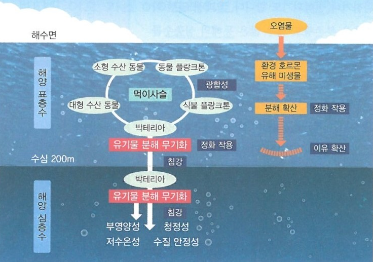 해수면
오염물
환경 호르몬
유해 미생물
분해 확산
정화 작용
이유 확산
해양 표층수
소형 수산 동물
동물 플랑크톤
광합성
먹이사슬
대형 수산 동물
식물 플랑크톤
박테리아
유기물 분해 무기화
정화 작용
침강
수심 200m
해양 심층수
박테리아
유기물 분해 무기화
침강
부영양성
청정성
저수온성
수질 안정성